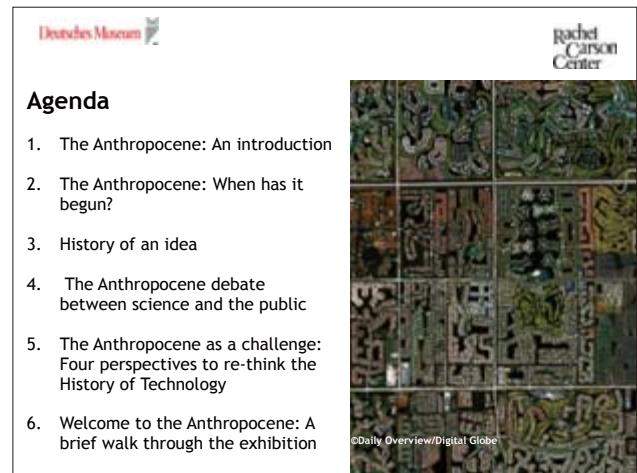 Deutsches Museum
Rachel
Carson
Center
Agenda
1. The Anthropocene: An introduction
2. The Anthropocene: When has it
begun?
3. History of an idea
4. The Anthropocene debate
between science and the public
5. The Anthropocene as a challenge:
Four perspectives to re-think the
History of Technology
6. Welcome to the Anthropocene: A
brief walk through the exhibition
©Daily Overview/Digital Globe